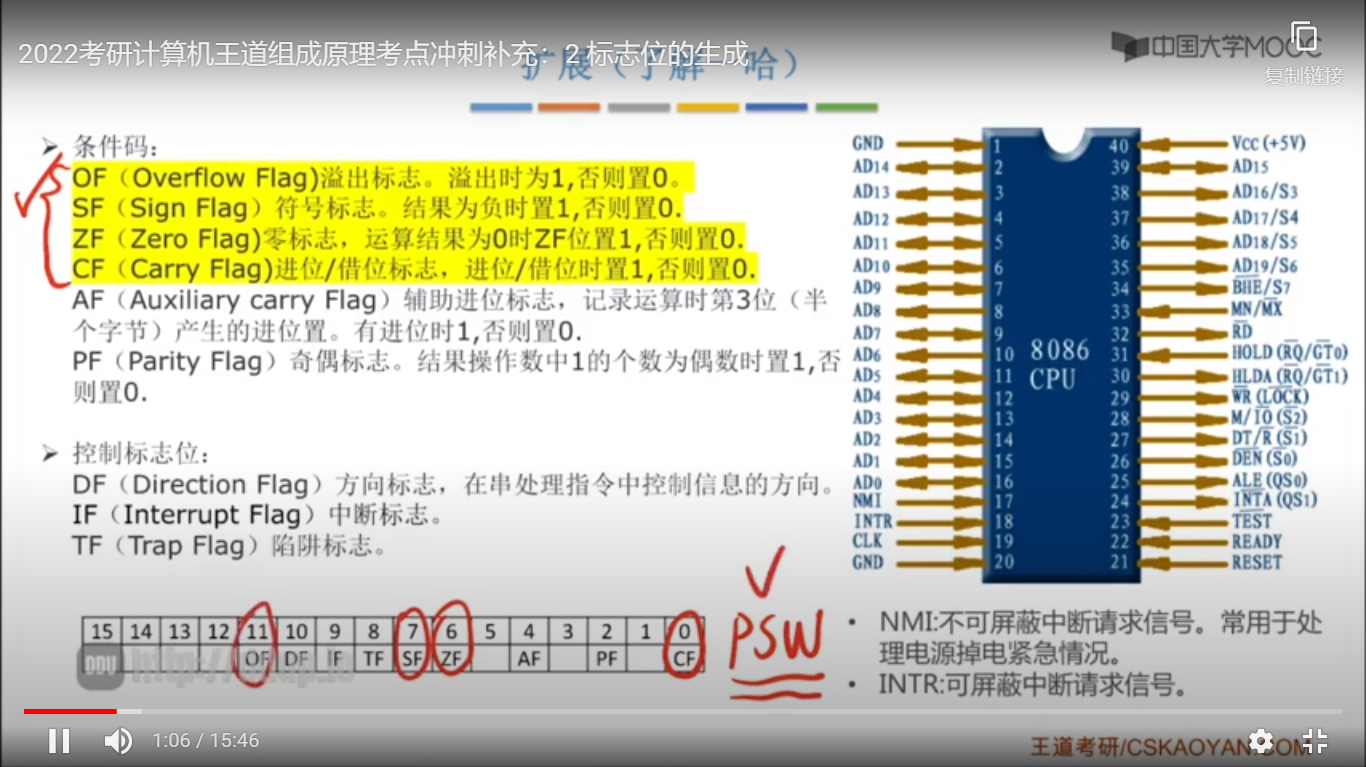 2022考研计算机王道组成原理考点冲刺补充：2 标志位的生成
中国大学MOOC
复制链接
扩展（了解 哈）
➢ 条件码：
OF（Overflow Flag)溢出标志。溢出时为1,否则置0。
SF（Sign Flag）符号标志。结果为负时置1,否则置0.
ZF（Zero Flag)零标志，运算结果为0时ZF位置1,否则置0.
CF（Carry Flag)进位/借位标志，进位/借位时置1,否则置0.
AF（Auxiliary carry Flag）辅助进位标志，记录运算时第3位（半
个字节）产生的进位置。有进位时1,否则置0.
PF（Parity Flag）奇偶标志。结果操作数中1的个数为偶数时置1,否
则置0.
➢ 控制标志位：
DF（Direction Flag）方向标志，在串处理指令中控制信息的方向。
IF（Interrupt Flag）中断标志。
TF（Trap Flag）陷阱标志。
15 14 13 12 11 10 9 8 7 6 5 4 3 2 1 0
OF DF IF TF SF ZF AF PF CF
PSW
8086
CPU
GND 1 40 Vcc (+5V)
AD14 2 39 AD15
AD13 3 38 AD16/S3
AD12 4 37 AD17/S4
AD11 5 36 AD18/S5
AD10 6 35 AD19/S6
AD9 7 34 B̅H̅E̅/S7
AD8 8 33 MN/M̅X̅
AD7 9 32 R̅D̅
AD6 10 31 HOLD (R̅Q̅/G̅T̅0)
AD5 11 30 HLDA (R̅Q̅/G̅T̅1)
AD4 12 29 W̅R̅ (L̅O̅C̅K̅)
AD3 13 28 M/I̅O̅ (S̅2̅)
AD2 14 27 DT/R̅ (S̅1̅)
AD1 15 26 D̅E̅N̅ (S̅0̅)
AD0 16 25 ALE (QS0)
NMI 17 24 I̅N̅T̅A̅ (QS1)
INTR 18 23 T̅E̅S̅T̅
CLK 19 22 READY
GND 20 21 RESET
• NMI:不可屏蔽中断请求信号。常用于处
理电源掉电紧急情况。
• INTR:可屏蔽中断请求信号。
1:06 / 15:46
王道考研/CSKAOYAN.COM